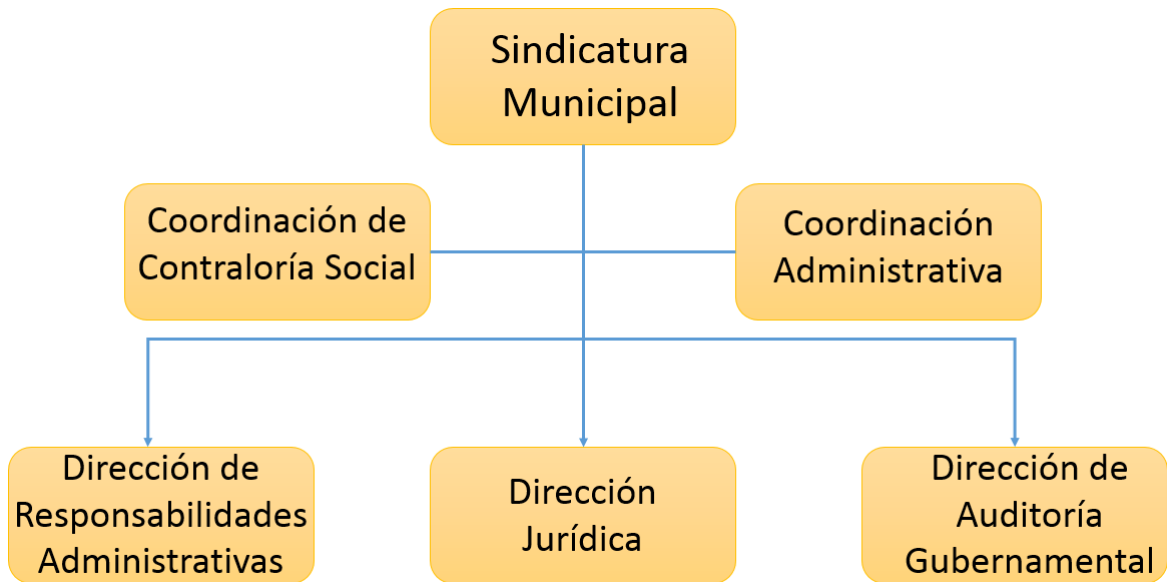 Sindicatura
Municipal
Coordinación de
Contraloría Social
Coordinación
Administrativa
Dirección de
Responsabilidades
Administrativas
Dirección
Jurídica
Dirección de
Auditoría
Gubernamental